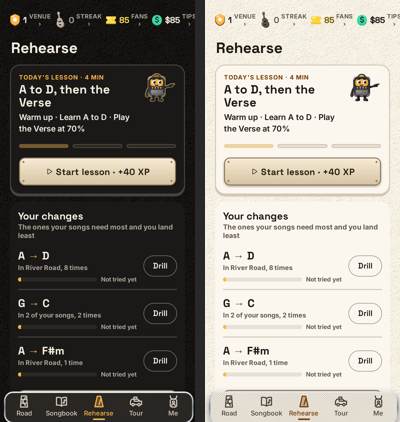 1 VENUE 0 STREAK 85 FANS $85 TIPS
Rehearse
TODAY'S LESSON · 4 MIN
A to D, then the
Verse
Warm up · Learn A to D · Play
the Verse at 70%
Start lesson · +40 XP
Your changes
The ones your songs need most and you land
least
A → D
In River Road, 8 times
Not tried yet
Drill
G → C
In 2 of your songs, 2 times
Not tried yet
Drill
A → F#m
In River Road, 1 time
Not tried yet
Drill
Road Songbook Rehearse Tour Me
1 VENUE 0 STREAK 85 FANS $85 TIPS
Rehearse
TODAY'S LESSON · 4 MIN
A to D, then the
Verse
Warm up · Learn A to D · Play
the Verse at 70%
Start lesson · +40 XP
Your changes
The ones your songs need most and you land
least
A → D
In River Road, 8 times
Not tried yet
Drill
G → C
In 2 of your songs, 2 times
Not tried yet
Drill
A → F#m
In River Road, 1 time
Not tried yet
Drill
Road Songbook Rehearse Tour Me